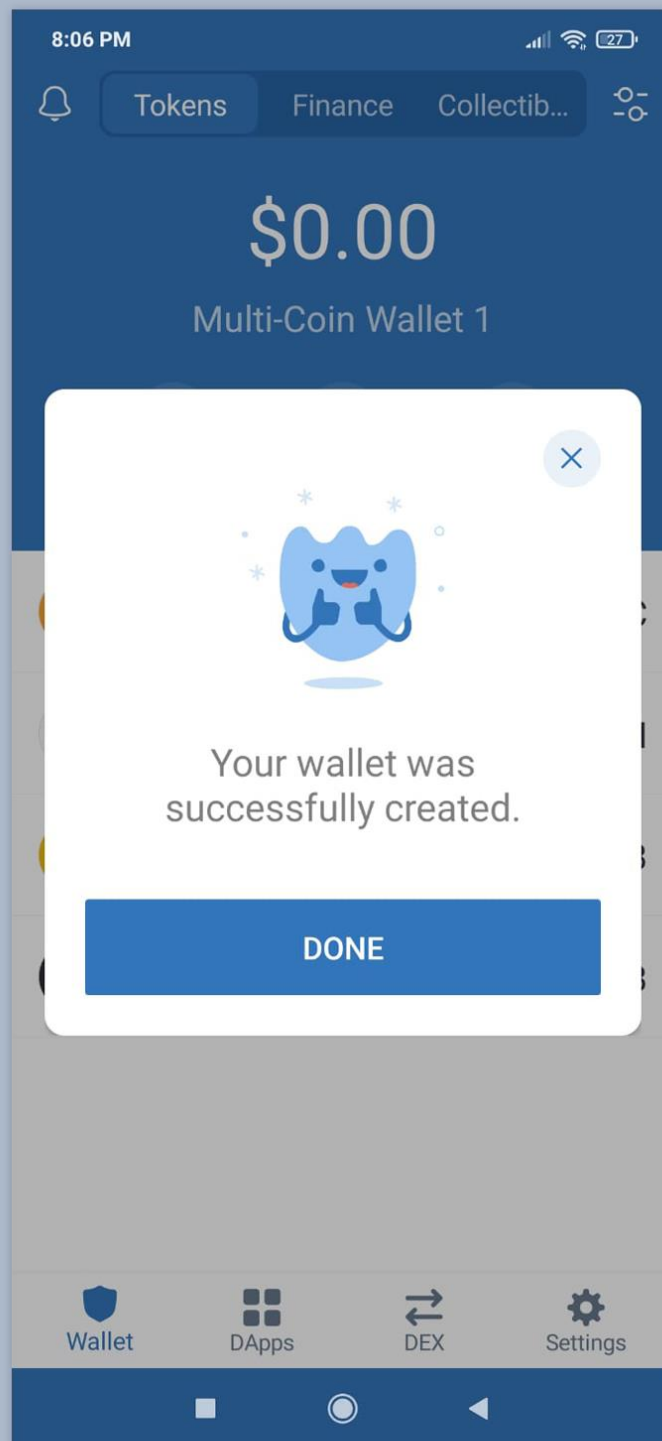 8:06 PM
27
Tokens Finance Collectib...
$0.00
Multi-Coin Wallet 1
Your wallet was
successfully created.
DONE
Wallet DApps DEX Settings